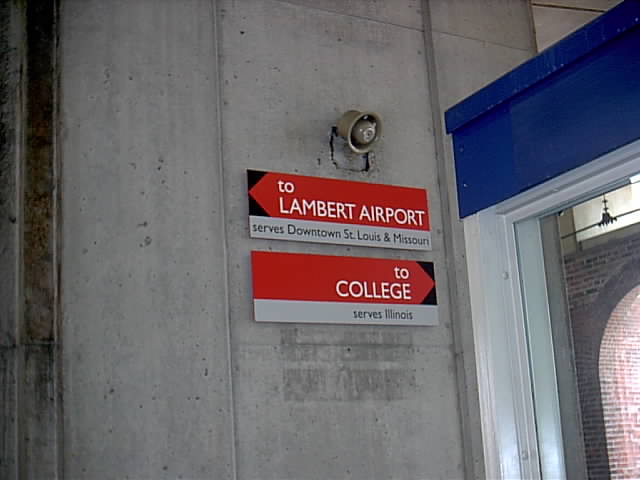 to
LAMBERT AIRPORT
serves Downtown St. Louis & Missouri
to
COLLEGE
serves Illinois